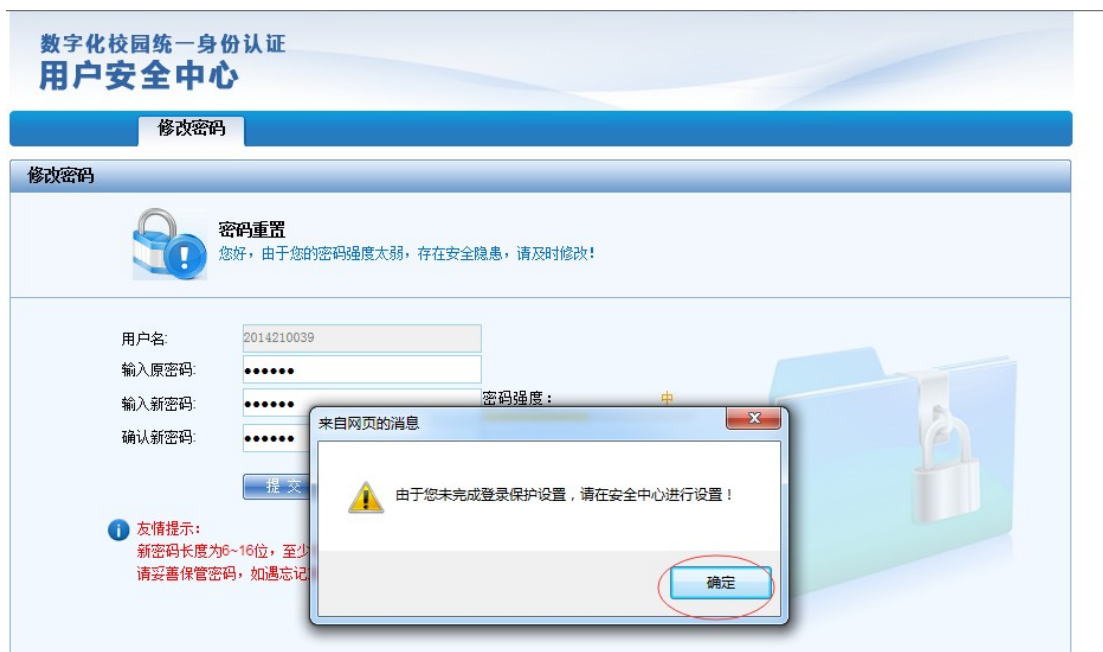 数字化校园统一身份认证
用户安全中心
修改密码
修改密码
密码重置
您好，由于您的密码强度太弱，存在安全隐患，请及时修改！
用户名:
2014210039
输入原密码:
●●●●●●
输入新密码:
●●●●●●
密码强度：
中
确认新密码:
●●●●●●
提 交
来自网页的消息
由于您未完成登录保护设置，请在安全中心进行设置！
确定
友情提示：
新密码长度为6~16位，至少
请妥善保管密码，如遇忘记